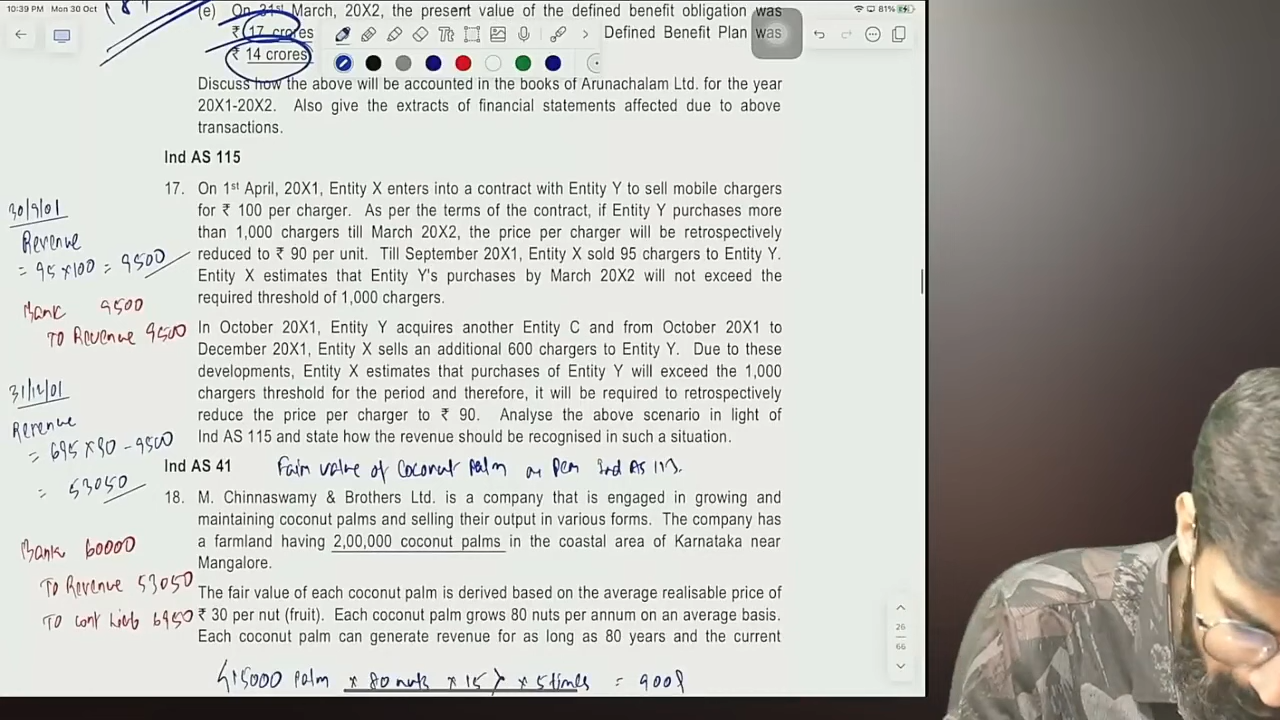 10:39 PM Mon 30 Oct
81%
(e) On 31st March, 20X2, the present value of the defined benefit obligation was
₹ 17 crores
Defined Benefit Plan was
₹ 14 crores
Discuss how the above will be accounted in the books of Arunachalam Ltd. for the year
20X1-20X2. Also give the extracts of financial statements affected due to above
transactions.
Ind AS 115
17. On 1st April, 20X1, Entity X enters into a contract with Entity Y to sell mobile chargers
for ₹ 100 per charger. As per the terms of the contract, if Entity Y purchases more
than 1,000 chargers till March 20X2, the price per charger will be retrospectively
reduced to ₹ 90 per unit. Till September 20X1, Entity X sold 95 chargers to Entity Y.
Entity X estimates that Entity Y's purchases by March 20X2 will not exceed the
required threshold of 1,000 chargers.
In October 20X1, Entity Y acquires another Entity C and from October 20X1 to
December 20X1, Entity X sells an additional 600 chargers to Entity Y. Due to these
developments, Entity X estimates that purchases of Entity Y will exceed the 1,000
chargers threshold for the period and therefore, it will be required to retrospectively
reduce the price per charger to ₹ 90. Analyse the above scenario in light of
Ind AS 115 and state how the revenue should be recognised in such a situation.
30/9/01
Revenue
= 95 × 100 = 9500
Bank 9500
To Revenue 9500
31/12/01
Revenue
= 695 × 90 - 9500
= 53050
Bank 60000
To Revenue 53050
To cont Liab 6950
Ind AS 41 Fair value of coconut palm as per Ind AS 113.
18. M. Chinnaswamy & Brothers Ltd. is a company that is engaged in growing and
maintaining coconut palms and selling their output in various forms. The company has
a farmland having 2,00,000 coconut palms in the coastal area of Karnataka near
Mangalore.
The fair value of each coconut palm is derived based on the average realisable price of
₹ 30 per nut (fruit). Each coconut palm grows 80 nuts per annum on an average basis.
Each coconut palm can generate revenue for as long as 80 years and the current
15000 palm × 80 nuts × 15 × 5 times = 900
26
66